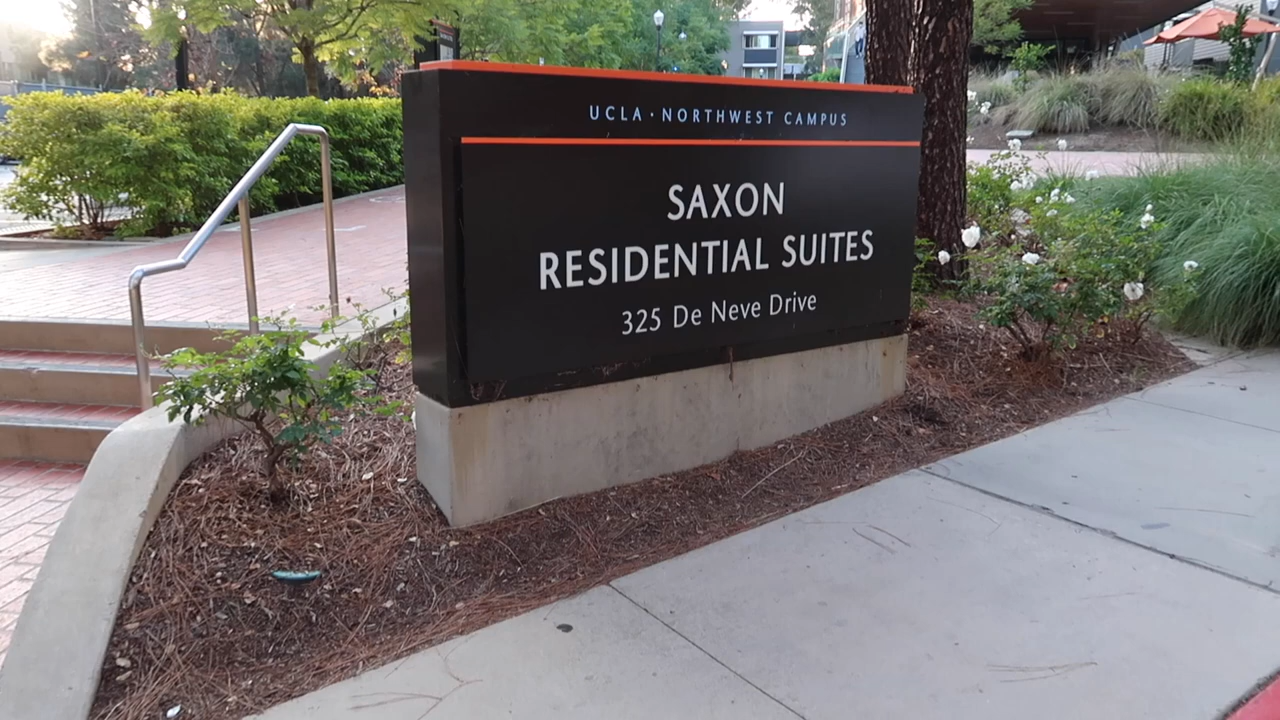 UCLA · NORTHWEST CAMPUS
SAXON
RESIDENTIAL SUITES
325 De Neve Drive